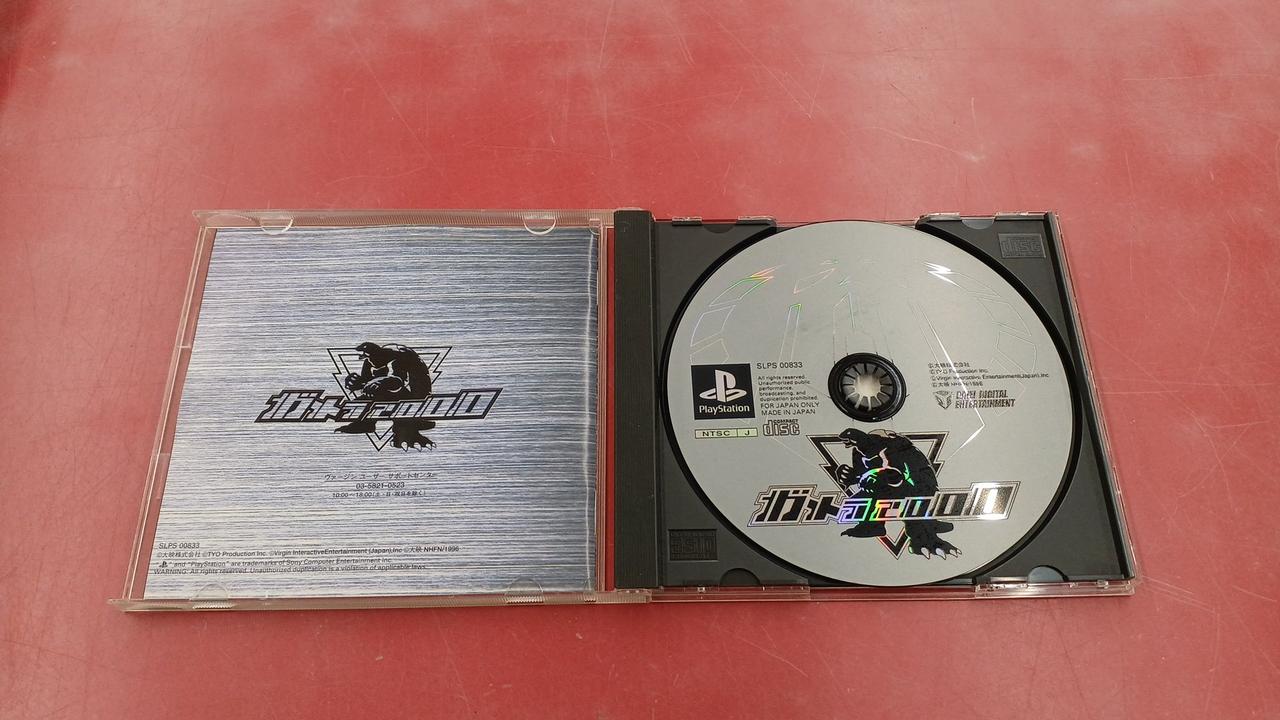 ガメラ2000
ヴァージン ユーザーサポートセンター
03-5821-0523
10:00～18:00(土・日・祝日を除く)
SLPS 00833
©大映株式会社 ©TYO Production Inc. ©Virgin InteractiveEntertainment (Japan),Inc ©大映 NHFN/1996
" and "PlayStation" are trademarks of Sony Computer Entertainment Inc.
WARNING: All rights reserved. Unauthorized duplication is a violation of applicable laws.
disc
SLPS 00833
All rights reserved.
Unauthorized public
performance,
broadcasting, and
duplication prohibited.
FOR JAPAN ONLY
MADE IN JAPAN
PlayStation
NTSC J
COMPACT
disc
©大映株式会社
©TYO Production Inc.
©Virgin Interactive Entertainment(Japan),Inc
©大映 NHFN/1996
DIGITAL
ENTERTAINMENT
ガメラ2000
disc